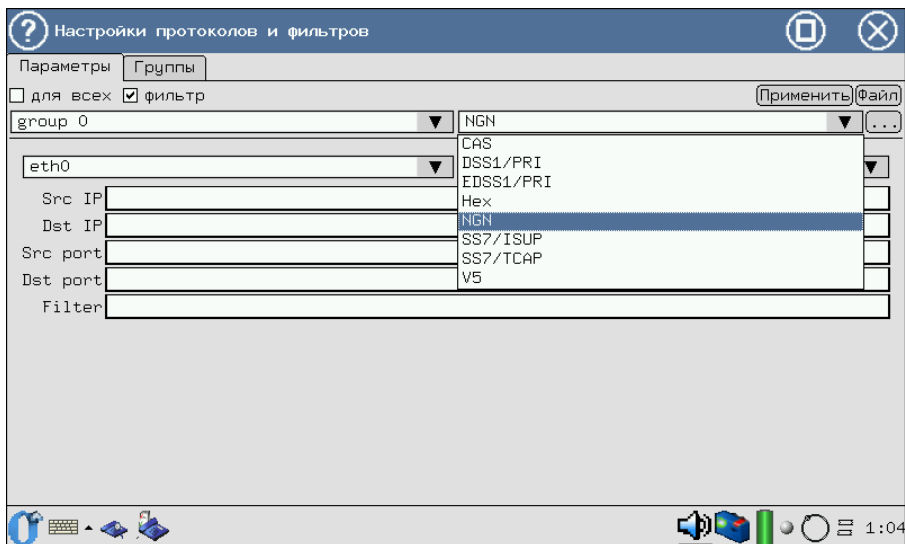 Настройки протоколов и фильтров
Параметры Группы
для всех фильтр Применить Файл
group 0 NGN ...
CAS
eth0 DSS1/PRI
EDSS1/PRI
Src IP Hex
NGN
Dst IP SS7/ISUP
Src port SS7/TCAP
Dst port V5
Filter
1:04